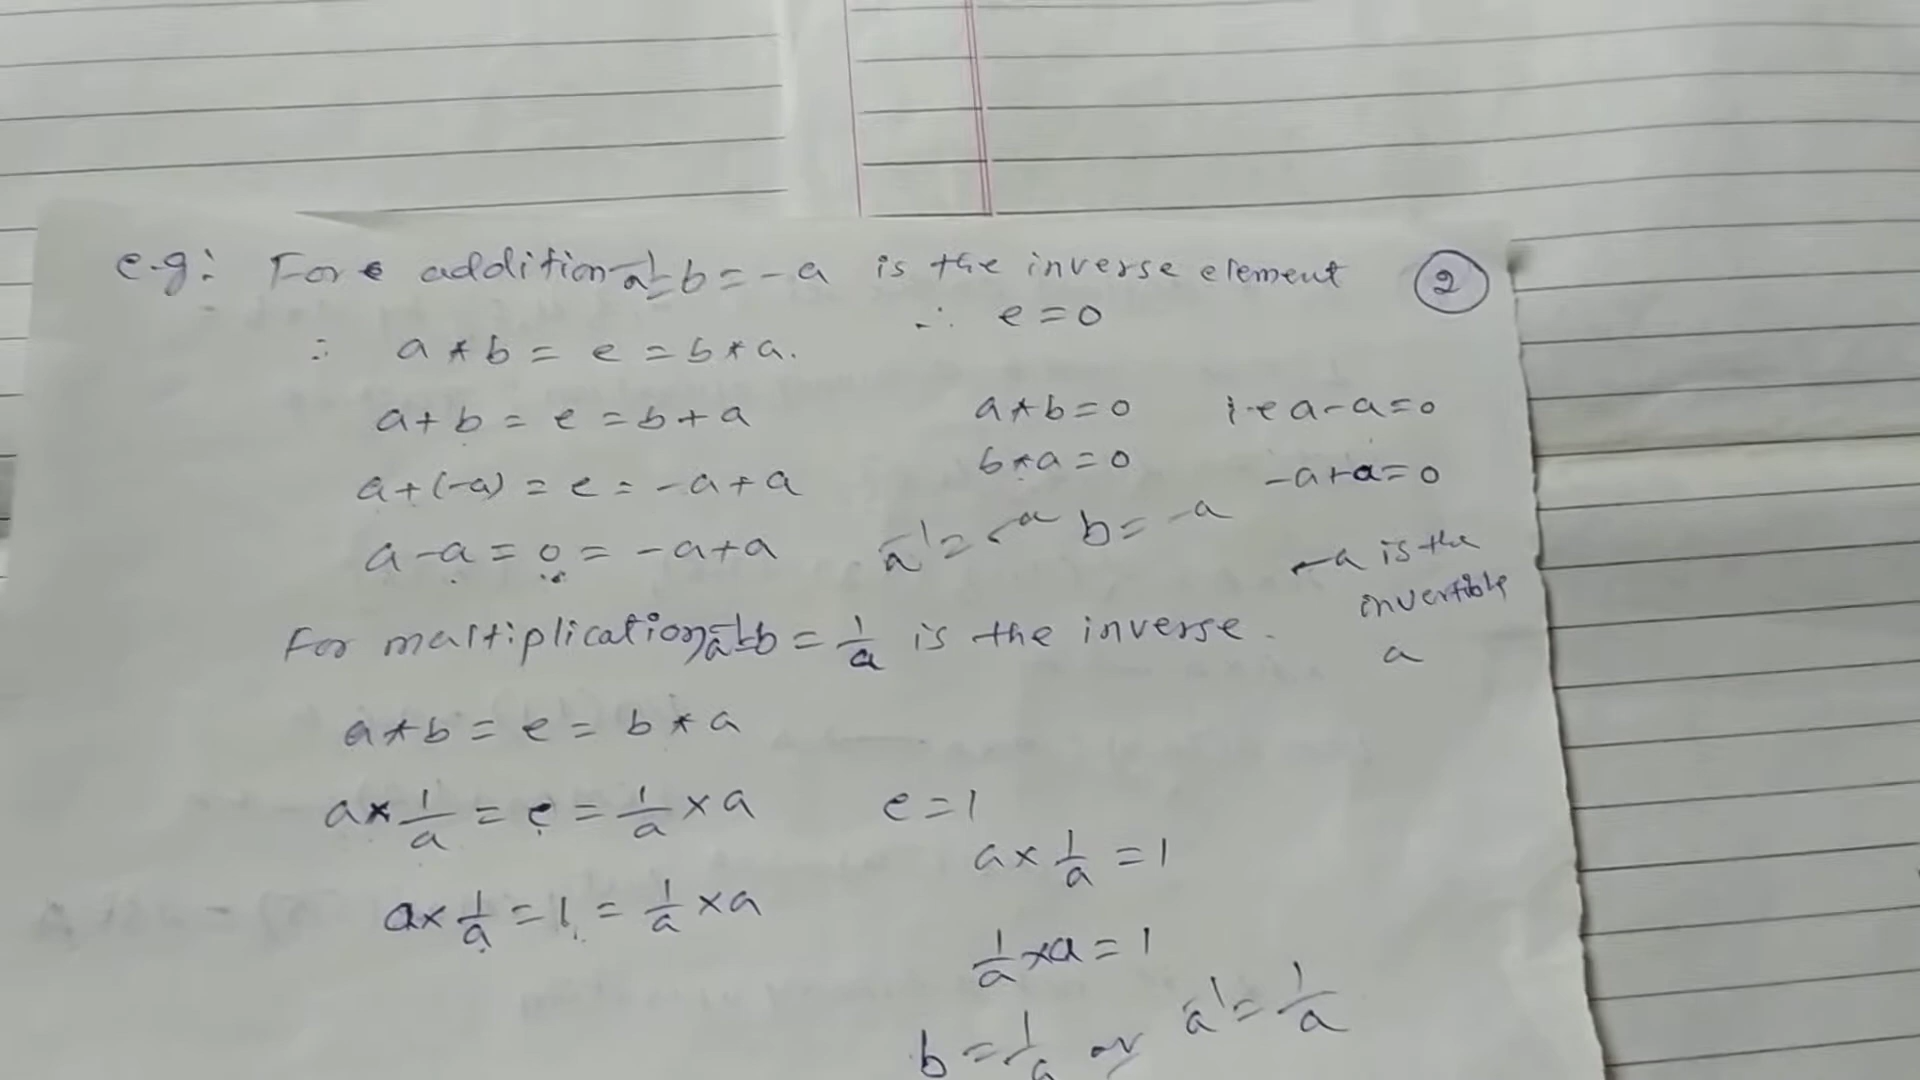 e.g: For addition a⁻¹=b = -a is the inverse element ②
∴ e = 0
∴ a * b = e = b * a.
a + b = e = b + a
a * b = 0 i.e a - a = 0
b * a = 0
a + (-a) = e = -a + a
-a + a = 0
a - a = 0 = -a + a
a⁻¹ = -a b = -a
-a is the
invertible
a
For multiplication, a⁻¹=b = 1/a is the inverse.
a * b = e = b * a
a × 1/a = e = 1/a × a
e = 1
a × 1/a = 1
a × 1/a = 1 = 1/a × a
1/a × a = 1
b = 1/a or a⁻¹ = 1/a